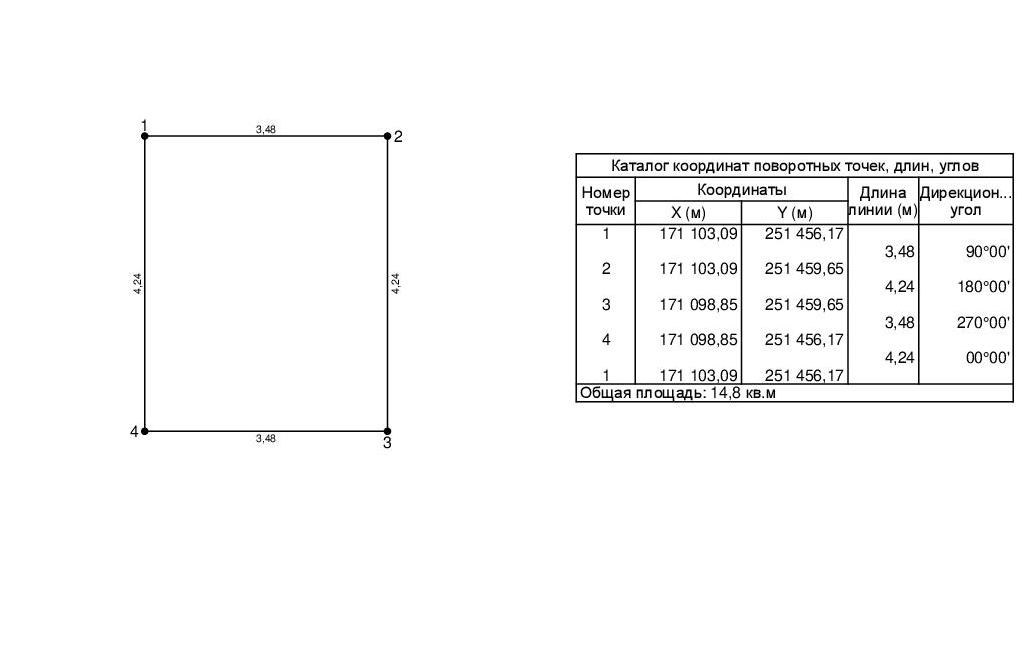 1
3,48
2
4,24
4,24
4
3,48
3
Каталог координат поворотных точек, длин, углов
Номер точки
Координаты
X (м)
Y (м)
Длина линии (м)
Дирекцион... угол
1 171 103,09 251 456,17
3,48 90°00'
2 171 103,09 251 459,65
4,24 180°00'
3 171 098,85 251 459,65
3,48 270°00'
4 171 098,85 251 456,17
4,24 00°00'
1 171 103,09 251 456,17
Общая площадь: 14,8 кв.м